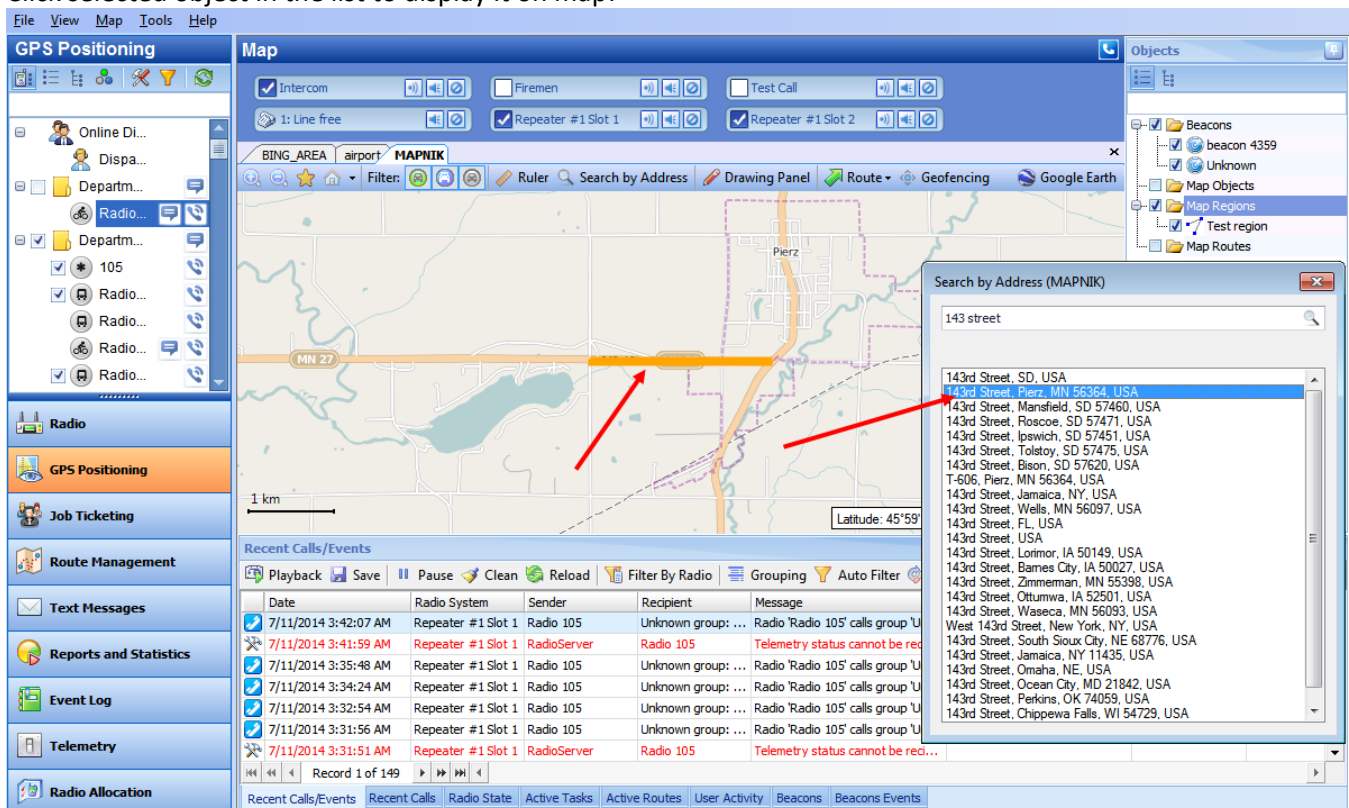 Click selected object in the list to display it on map.
File View Map Tools Help
GPS Positioning
Online Di...
Dispa...
Departm...
Radio...
Departm...
105
Radio...
Radio...
Radio...
Radio...
Radio
GPS Positioning
Job Ticketing
Route Management
Text Messages
Reports and Statistics
Event Log
Telemetry
Radio Allocation
Map
Intercom Firemen Test Call
1: Line free Repeater #1 Slot 1 Repeater #1 Slot 2
BING_AREA airport MAPNIK
Filter: Ruler Search by Address Drawing Panel Route Geofencing Google Earth
Pierz
MN 27
1 km
Latitude: 45°59'
Objects
Beacons
beacon 4359
Unknown
Map Objects
Map Regions
Test region
Map Routes
Search by Address (MAPNIK)
143 street
143rd Street, SD, USA
143rd Street, Pierz, MN 56364, USA
143rd Street, Mansfield, SD 57460, USA
143rd Street, Roscoe, SD 57471, USA
143rd Street, Ipswich, SD 57451, USA
143rd Street, Tolstoy, SD 57475, USA
143rd Street, Bison, SD 57620, USA
T-606, Pierz, MN 56364, USA
143rd Street, Jamaica, NY, USA
143rd Street, Wells, MN 56097, USA
143rd Street, FL, USA
143rd Street, USA
143rd Street, Lorimor, IA 50149, USA
143rd Street, Barnes City, IA 50027, USA
143rd Street, Zimmerman, MN 55398, USA
143rd Street, Ottumwa, IA 52501, USA
143rd Street, Waseca, MN 56093, USA
West 143rd Street, New York, NY, USA
143rd Street, South Sioux City, NE 68776, USA
143rd Street, Jamaica, NY 11435, USA
143rd Street, Omaha, NE, USA
143rd Street, Ocean City, MD 21842, USA
143rd Street, Perkins, OK 74059, USA
143rd Street, Chippewa Falls, WI 54729, USA
Recent Calls/Events
Playback Save Pause Clean Reload Filter By Radio Grouping Auto Filter
Date Radio System Sender Recipient Message
7/11/2014 3:42:07 AM Repeater #1 Slot 1 Radio 105 Unknown group: ... Radio 'Radio 105' calls group 'U
7/11/2014 3:41:59 AM Repeater #1 Slot 1 RadioServer Radio 105 Telemetry status cannot be rec
7/11/2014 3:35:48 AM Repeater #1 Slot 1 Radio 105 Unknown group: ... Radio 'Radio 105' calls group 'U
7/11/2014 3:34:24 AM Repeater #1 Slot 1 Radio 105 Unknown group: ... Radio 'Radio 105' calls group 'U
7/11/2014 3:32:54 AM Repeater #1 Slot 1 Radio 105 Unknown group: ... Radio 'Radio 105' calls group 'U
7/11/2014 3:31:56 AM Repeater #1 Slot 1 Radio 105 Unknown group: ... Radio 'Radio 105' calls group 'U
7/11/2014 3:31:51 AM Repeater #1 Slot 1 RadioServer Radio 105 Telemetry status cannot be reci...
Record 1 of 149
Recent Calls/Events Recent Calls Radio State Active Tasks Active Routes User Activity Beacons Beacons Events